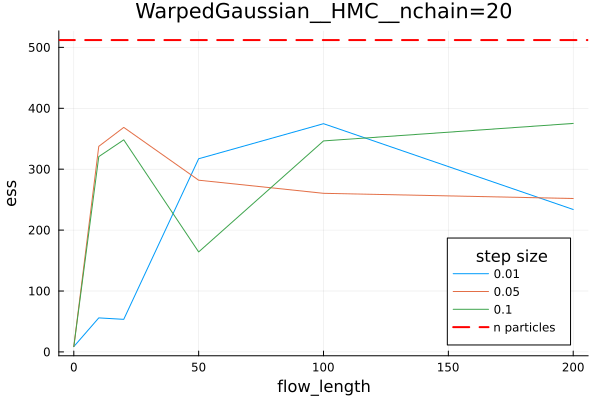 WarpedGaussian__HMC__nchain=20
ess
500
400
300
200
100
0
step size
0.01
0.05
0.1
n particles
0 50 100 150 200
flow_length